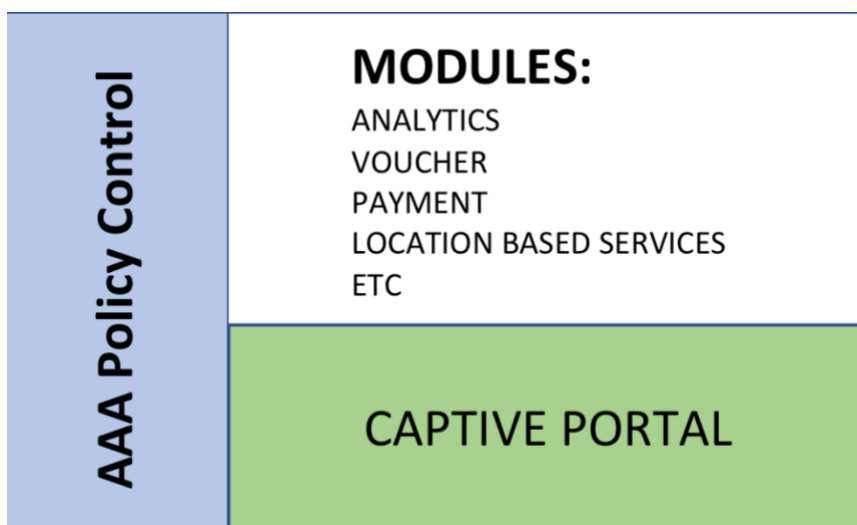 AAA Policy Control
MODULES:
ANALYTICS
VOUCHER
PAYMENT
LOCATION BASED SERVICES
ETC
CAPTIVE PORTAL